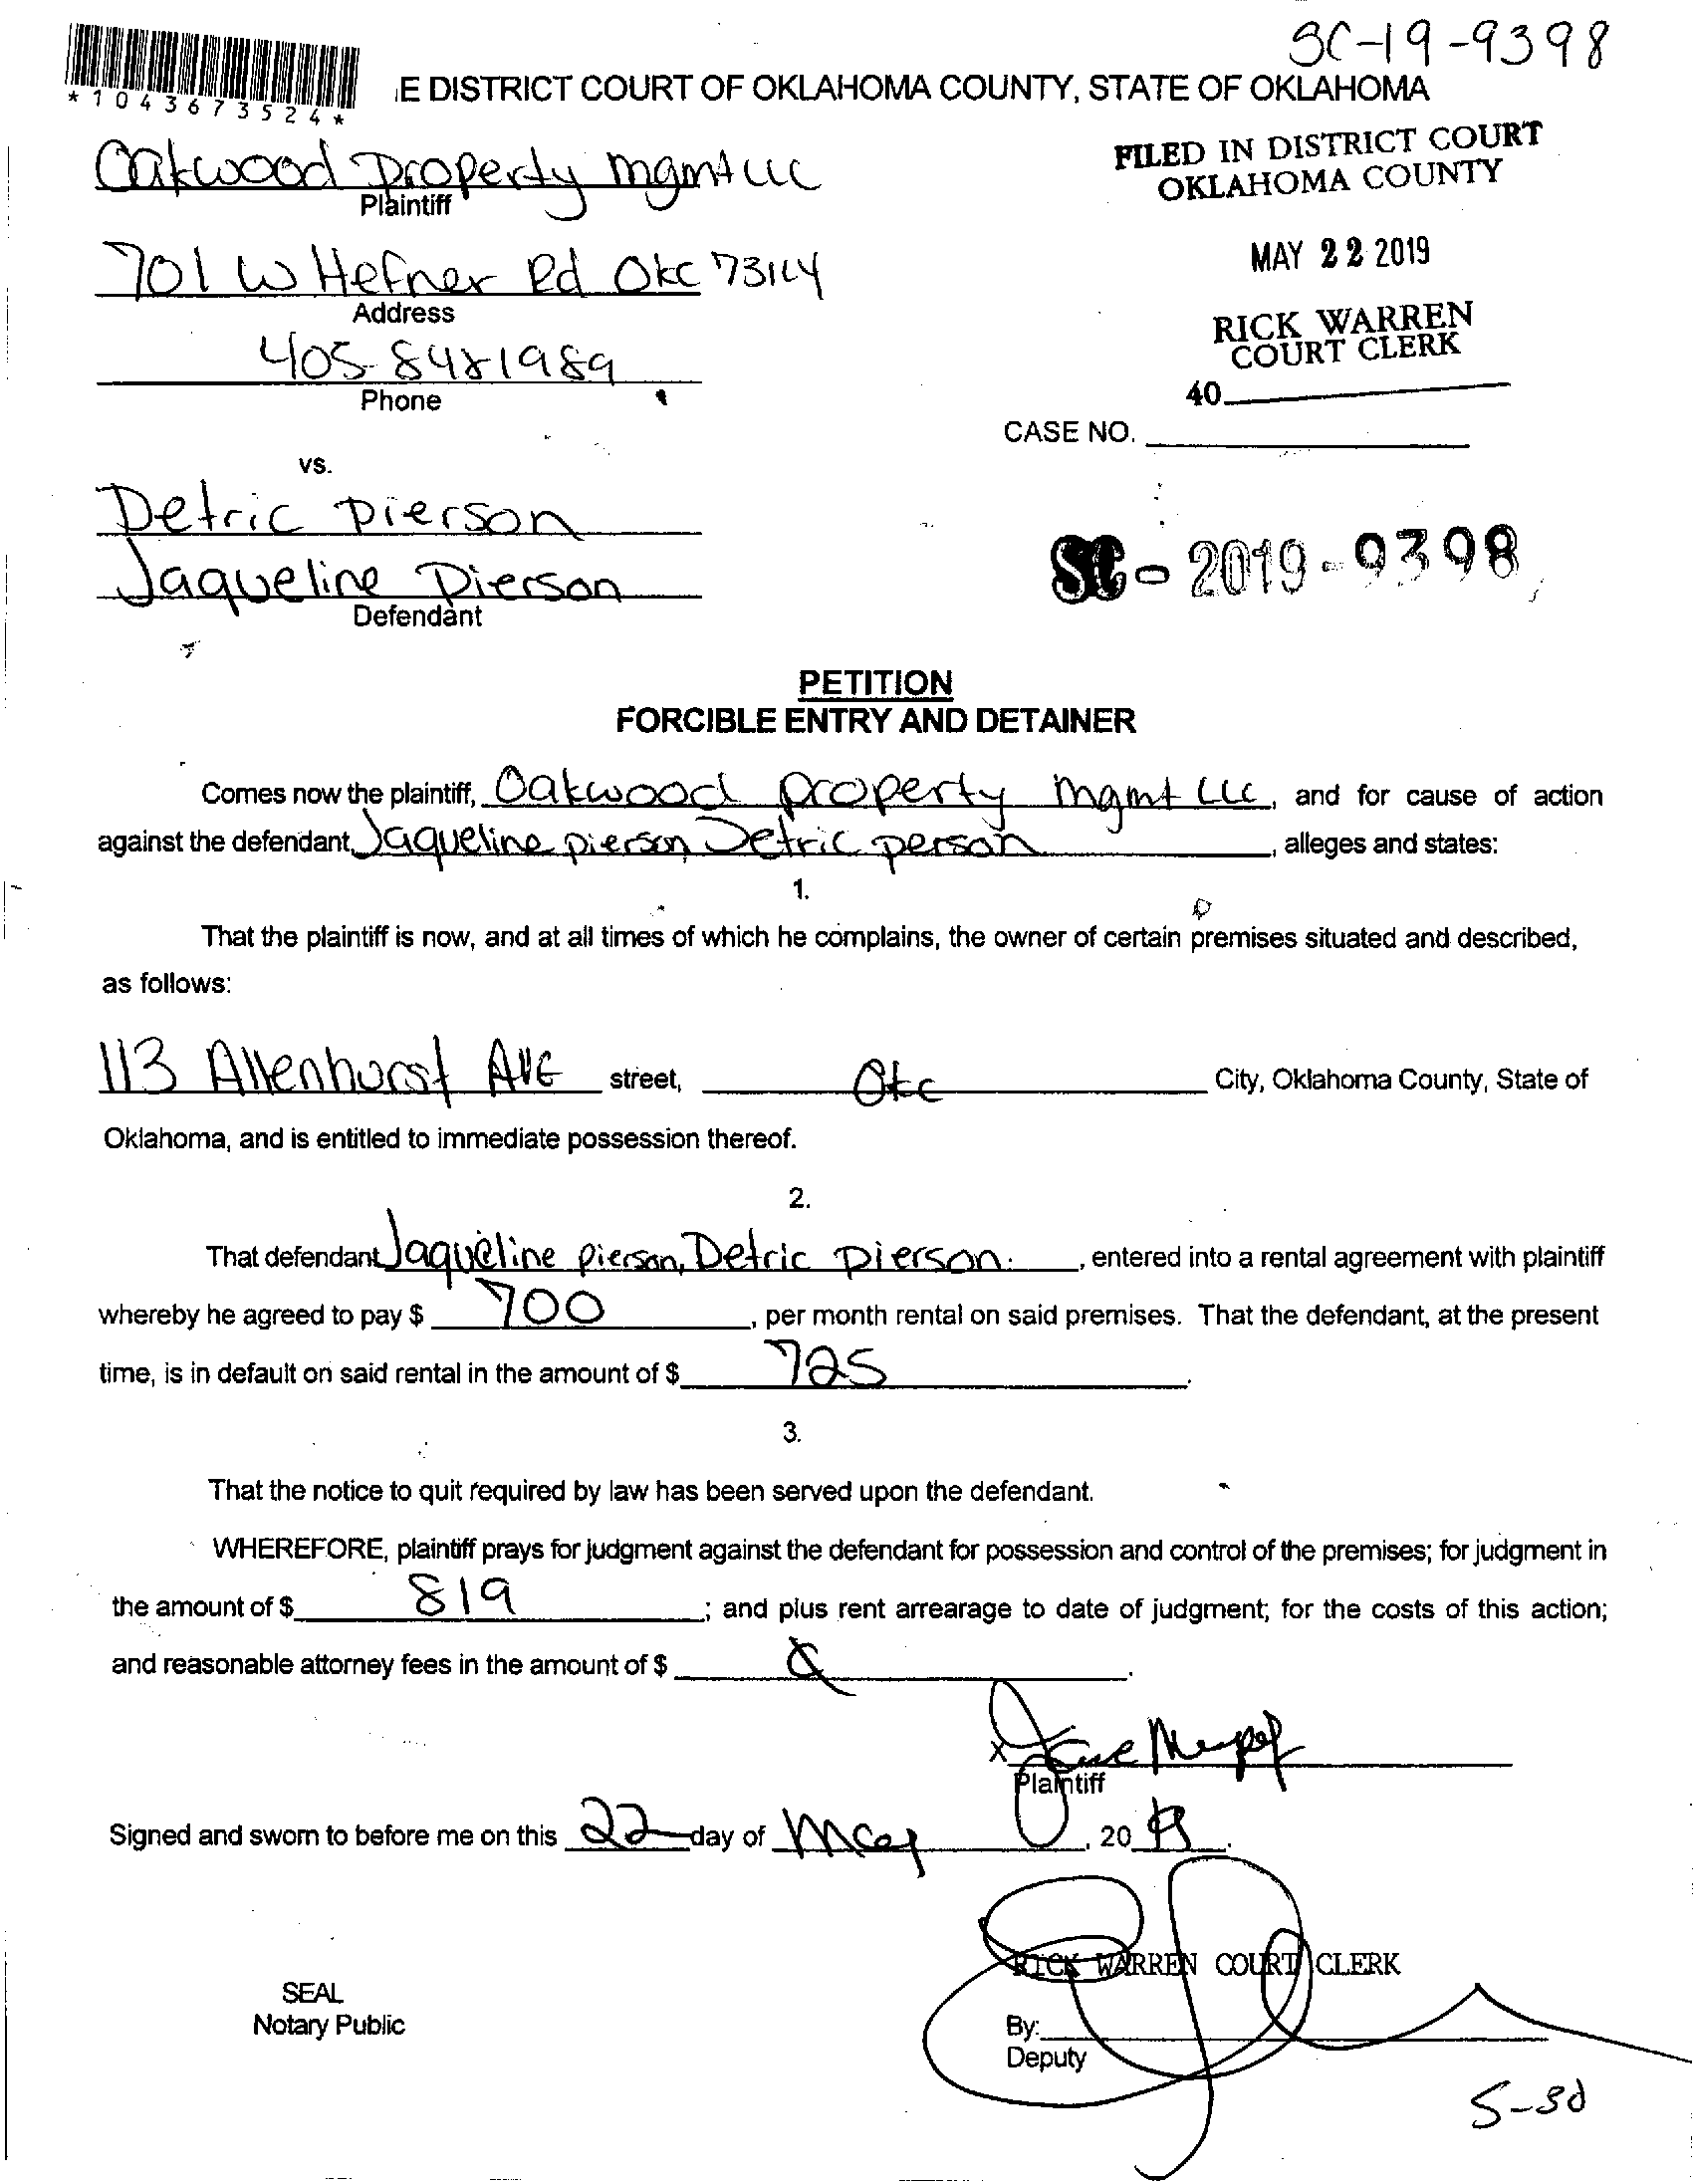 SC-19-9398
*1043673524*
E DISTRICT COURT OF OKLAHOMA COUNTY, STATE OF OKLAHOMA
Oakwood Property mgmt LLC
Plaintiff
FILED IN DISTRICT COURT
OKLAHOMA COUNTY
701 W Hefner Rd OKC 73114
Address
MAY 22 2019
405-8481989
Phone
RICK WARREN
COURT CLERK
40
CASE NO.
vs.
Detric Pierson
Jaqueline Pierson
Defendant
SC - 2019 - 9398
PETITION
FORCIBLE ENTRY AND DETAINER
Comes now the plaintiff, Oakwood property mgmt LLC, and for cause of action
against the defendant, Jaqueline pierson Detric person, alleges and states:
1.
That the plaintiff is now, and at all times of which he complains, the owner of certain premises situated and described,
as follows:
113 Allenhurst AVE street, OKC City, Oklahoma County, State of
Oklahoma, and is entitled to immediate possession thereof.
2.
That defendant Jaqueline pierson, Detric Pierson, entered into a rental agreement with plaintiff
whereby he agreed to pay $ 700, per month rental on said premises. That the defendant, at the present
time, is in default on said rental in the amount of $ 725.
3.
That the notice to quit required by law has been served upon the defendant.
WHEREFORE, plaintiff prays for judgment against the defendant for possession and control of the premises; for judgment in
the amount of $ 819; and plus rent arrearage to date of judgment; for the costs of this action;
and reasonable attorney fees in the amount of $
x
Plaintiff
Signed and sworn to before me on this 22 day of May, 2019.
RICK WARREN COURT CLERK
SEAL
Notary Public
By:
Deputy
5-30